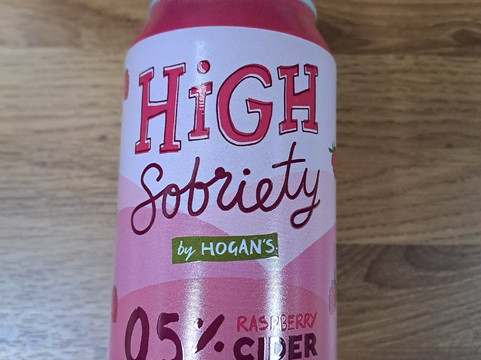 HiGH
Sobriety
by HOGAN'S
0.5% RASPBERRY
CIDER